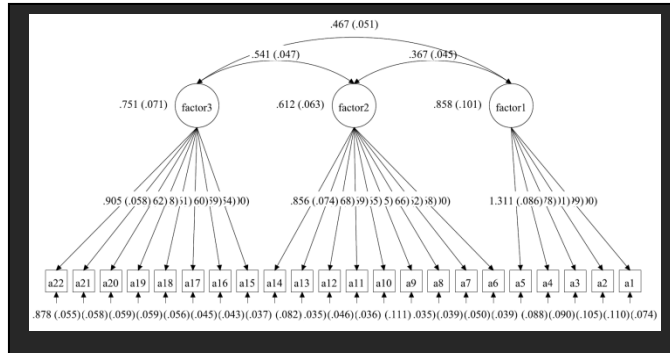 .467 (.051)
.541 (.047) .367 (.045)
.751 (.071) factor3 .612 (.063) factor2 .858 (.101) factor1
.905 (.058) .856 (.074) 1.311 (.086)
a22 a21 a20 a19 a18 a17 a16 a15 a14 a13 a12 a11 a10 a9 a8 a7 a6 a5 a4 a3 a2 a1
.878 (.055) (.058) (.059) (.059) (.056) (.045) (.043) (.037) (.082) (.035) (.046) (.036) (.111) (.035) (.039) (.050) (.039) (.088) (.090) (.105) (.110) (.074)